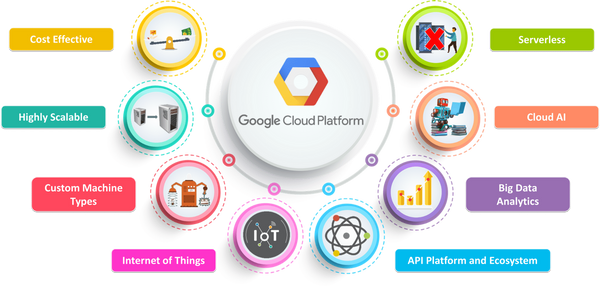 Cost Effective
Serverless
Google Cloud Platform
Highly Scalable
Cloud AI
Custom Machine
Types
Big Data
Analytics
IoT
Internet of Things
API Platform and Ecosystem